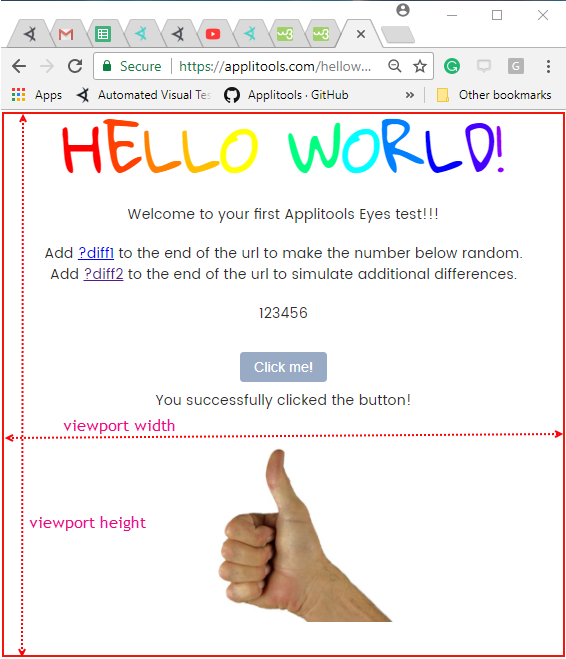 Secure
https://applitools.com/hellow...
Apps
Automated Visual Te
Applitools · GitHub
»
Other bookmarks
HELLO WORLD!
Welcome to your first Applitools Eyes test!!!
Add ?diff1 to the end of the url to make the number below random.
Add ?diff2 to the end of the url to simulate additional differences.
123456
Click me!
You successfully clicked the button!
viewport width
viewport height